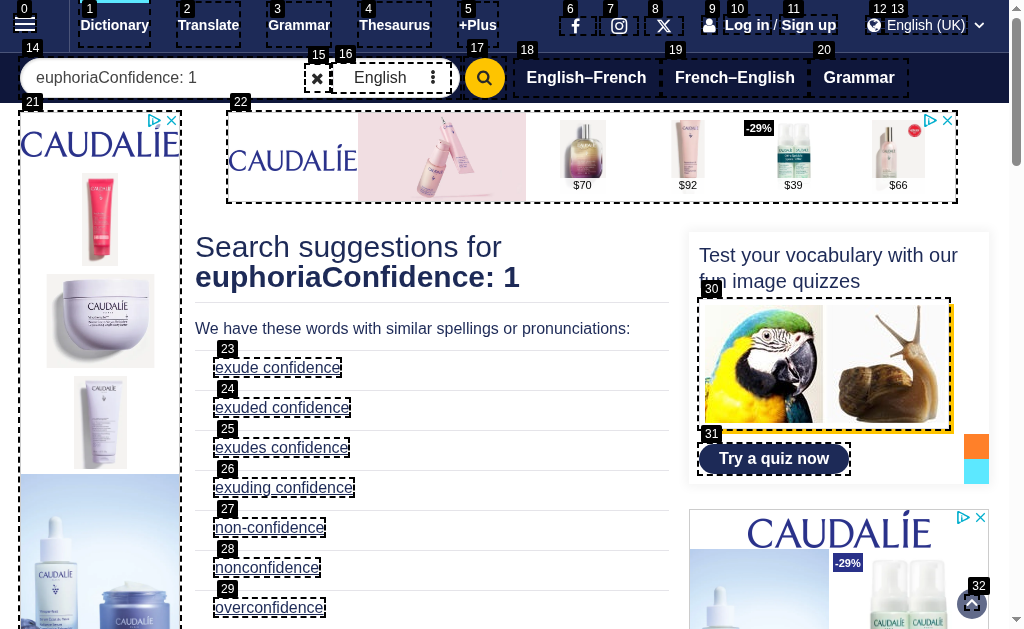 0 1 2 3 4 5 6 7 8 9 10 11 12 13
Dictionary Translate Grammar Thesaurus +Plus Log in / Sign up English (UK)
14 15 16 17 18 19 20
euphoriaConfidence: 1 English English–French French–English Grammar
21 22
CAUDALÍE
CAUDALÍE
-29%
$70 $92 $39 $66
Search suggestions for
euphoriaConfidence: 1
We have these words with similar spellings or pronunciations:
23
exude confidence
24
exuded confidence
25
exudes confidence
26
exuding confidence
27
non-confidence
28
nonconfidence
29
overconfidence
Test your vocabulary with our
fun image quizzes
30
31
Try a quiz now
CAUDALÍE
-29%
32
CAUDALÍE
CAUDALÍE